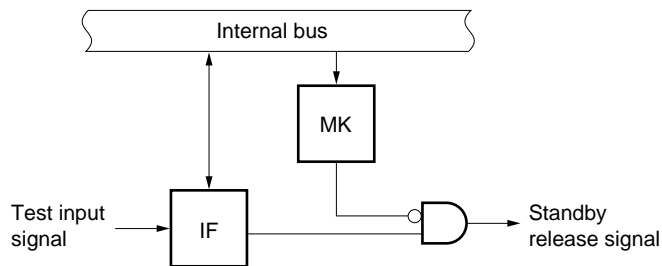 Internal bus
MK
Test input
signal
IF
Standby
release signal